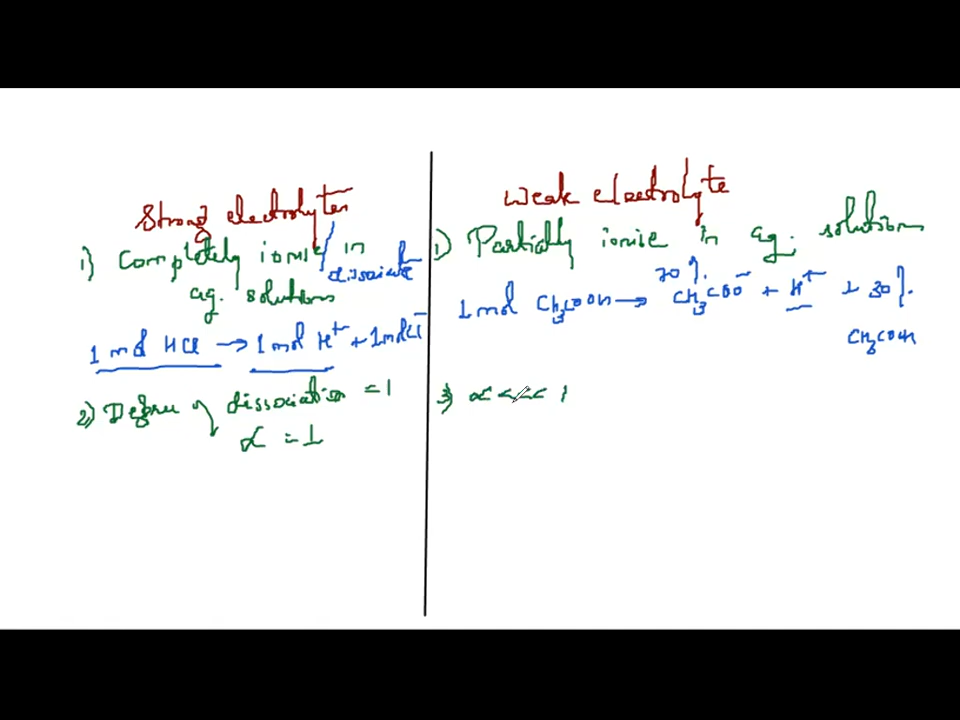 Strong electrolytes
1) Completely ionise / dissociate in
aq. solutions
1 mol HCl → 1 mol H⁺ + 1 mol Cl⁻
2) Degree of dissociation = 1
α = 1
Weak electrolyte
1) Partially ionise in aq. solutions
1 mol CH₃COOH → 70% CH₃COO⁻ + H⁺ + 30%
CH₃COOH
3) α <<< 1